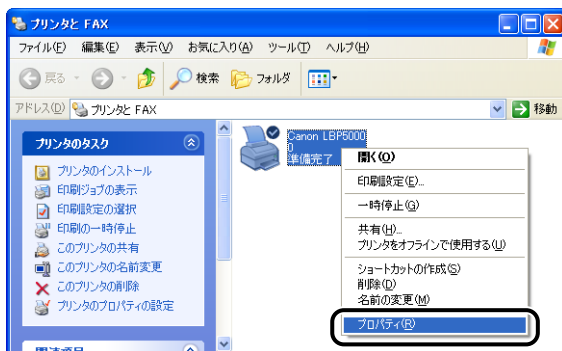 プリンタと FAX
ファイル(F) 編集(E) 表示(V) お気に入り(A) ツール(T) ヘルプ(H)
戻る 検索 フォルダ
アドレス(D) プリンタと FAX 移動
プリンタのタスク
プリンタのインストール
印刷ジョブの表示
印刷設定の選択
印刷の一時停止
このプリンタの共有
このプリンタの名前変更
このプリンタの削除
プリンタのプロパティの設定
関連項目
Canon LBP5000
0
準備完了
開く(O)
印刷設定(E)...
一時停止(G)
共有(H)...
プリンタをオフラインで使用する(U)
ショートカットの作成(S)
削除(D)
名前の変更(M)
プロパティ(R)